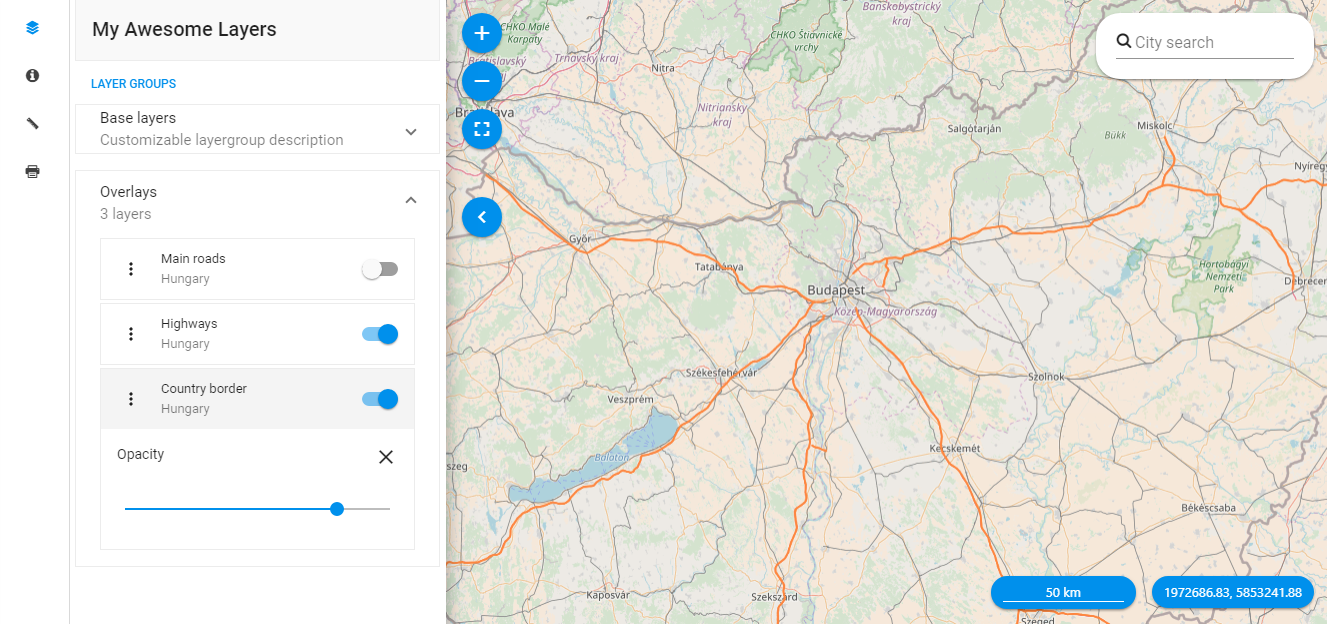 My Awesome Layers
LAYER GROUPS
Base layers
Customizable layergroup description
Overlays
3 layers
Main roads
Hungary
Highways
Hungary
Country border
Hungary
Opacity
City search
CHKO Malé
Karpaty
Bratislavský
kraj
Trnavský kraj
Nitra
CHKO Štiavnické
vrchy
Banskobystrický
kraj
Nitriansky
kraj
Salgótarján
Bükk
Miskolc
Győr
Tatabánya
Budapest
Közép-Magyarország
Hortobágyi
Nemzeti
Park
Debrecen
Székesfehérvár
Szolnok
Veszprém
Balaton
Kecskemét
szeg
Békéscsaba
Kaposvár
Szekszárd
Szeged
50 km
1972686.83, 5853241.88